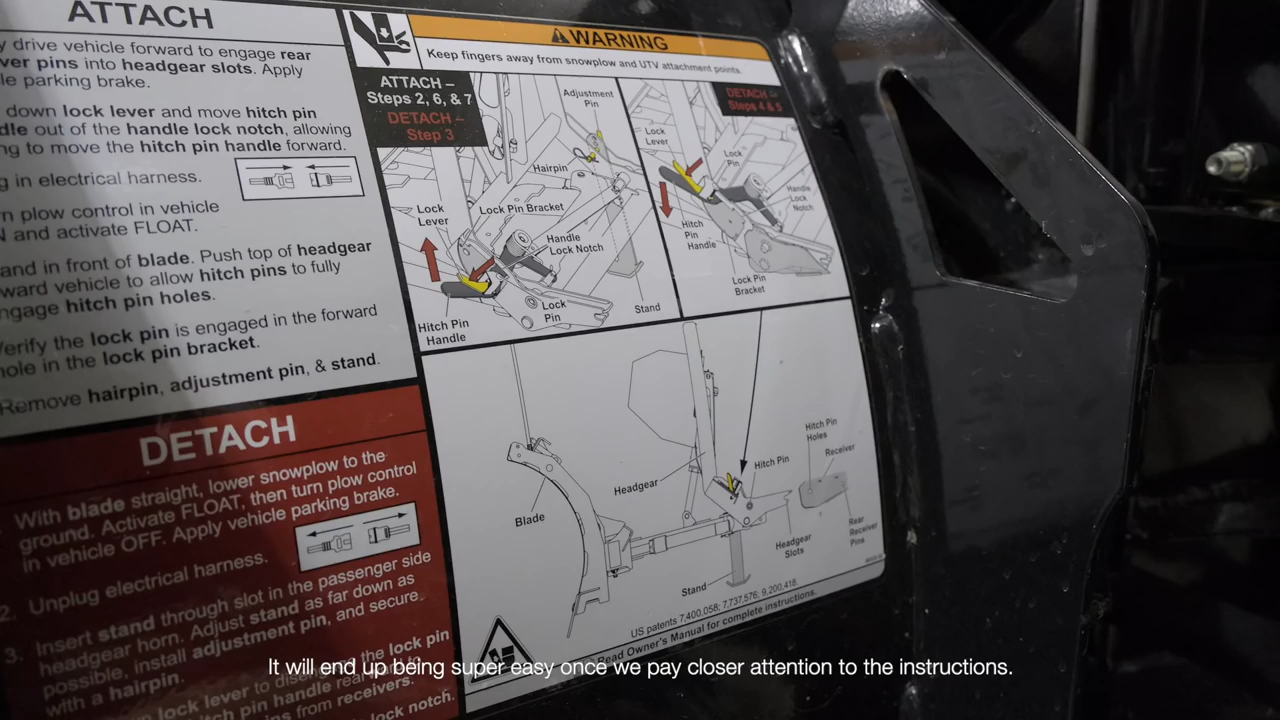 ATTACH
drive vehicle forward to engage rear
pins into headgear slots. Apply
parking brake.
down lock lever and move hitch pin
out of the handle lock notch, allowing
to move the hitch pin handle forward.
in electrical harness.
plow control in vehicle
and activate FLOAT.
in front of blade. Push top of headgear
vehicle to allow hitch pins to fully
hitch pin holes.
Verify the lock pin is engaged in the forward
in the lock pin bracket.
Remove hairpin, adjustment pin, & stand.
DETACH
With blade straight, lower snowplow to the
ground. Activate FLOAT, then turn plow control
in vehicle OFF. Apply vehicle parking brake.
2. Unplug electrical harness.
3. Insert stand through slot in the passenger side
headgear horn. Adjust stand as far down as
possible, install adjustment pin, and secure
with a hairpin.
the lock pin
lock lever to
pin handle
from receivers.
lock notch.
WARNING
Keep fingers away from snowplow and UTV attachment points.
ATTACH –
Steps 2, 6, & 7
DETACH –
Step 3
Adjustment
Pin
Hairpin
Lock
Lever
Lock Pin Bracket
Handle
Lock Notch
Lock
Pin
Hitch Pin
Handle
Stand
DETACH –
Steps 4 & 5
Lock
Lever
Lock
Pin
Handle
Lock
Notch
Hitch
Pin
Handle
Lock Pin
Bracket
Blade
Headgear
Hitch Pin
Hitch Pin
Holes
Receiver
Rear
Receiver
Pins
Headgear
Slots
Stand
US patents 7,400,058; 7,737,576; 9,200,418.
Read Owner's Manual for complete instructions.
It will end up being super easy once we pay closer attention to the instructions.